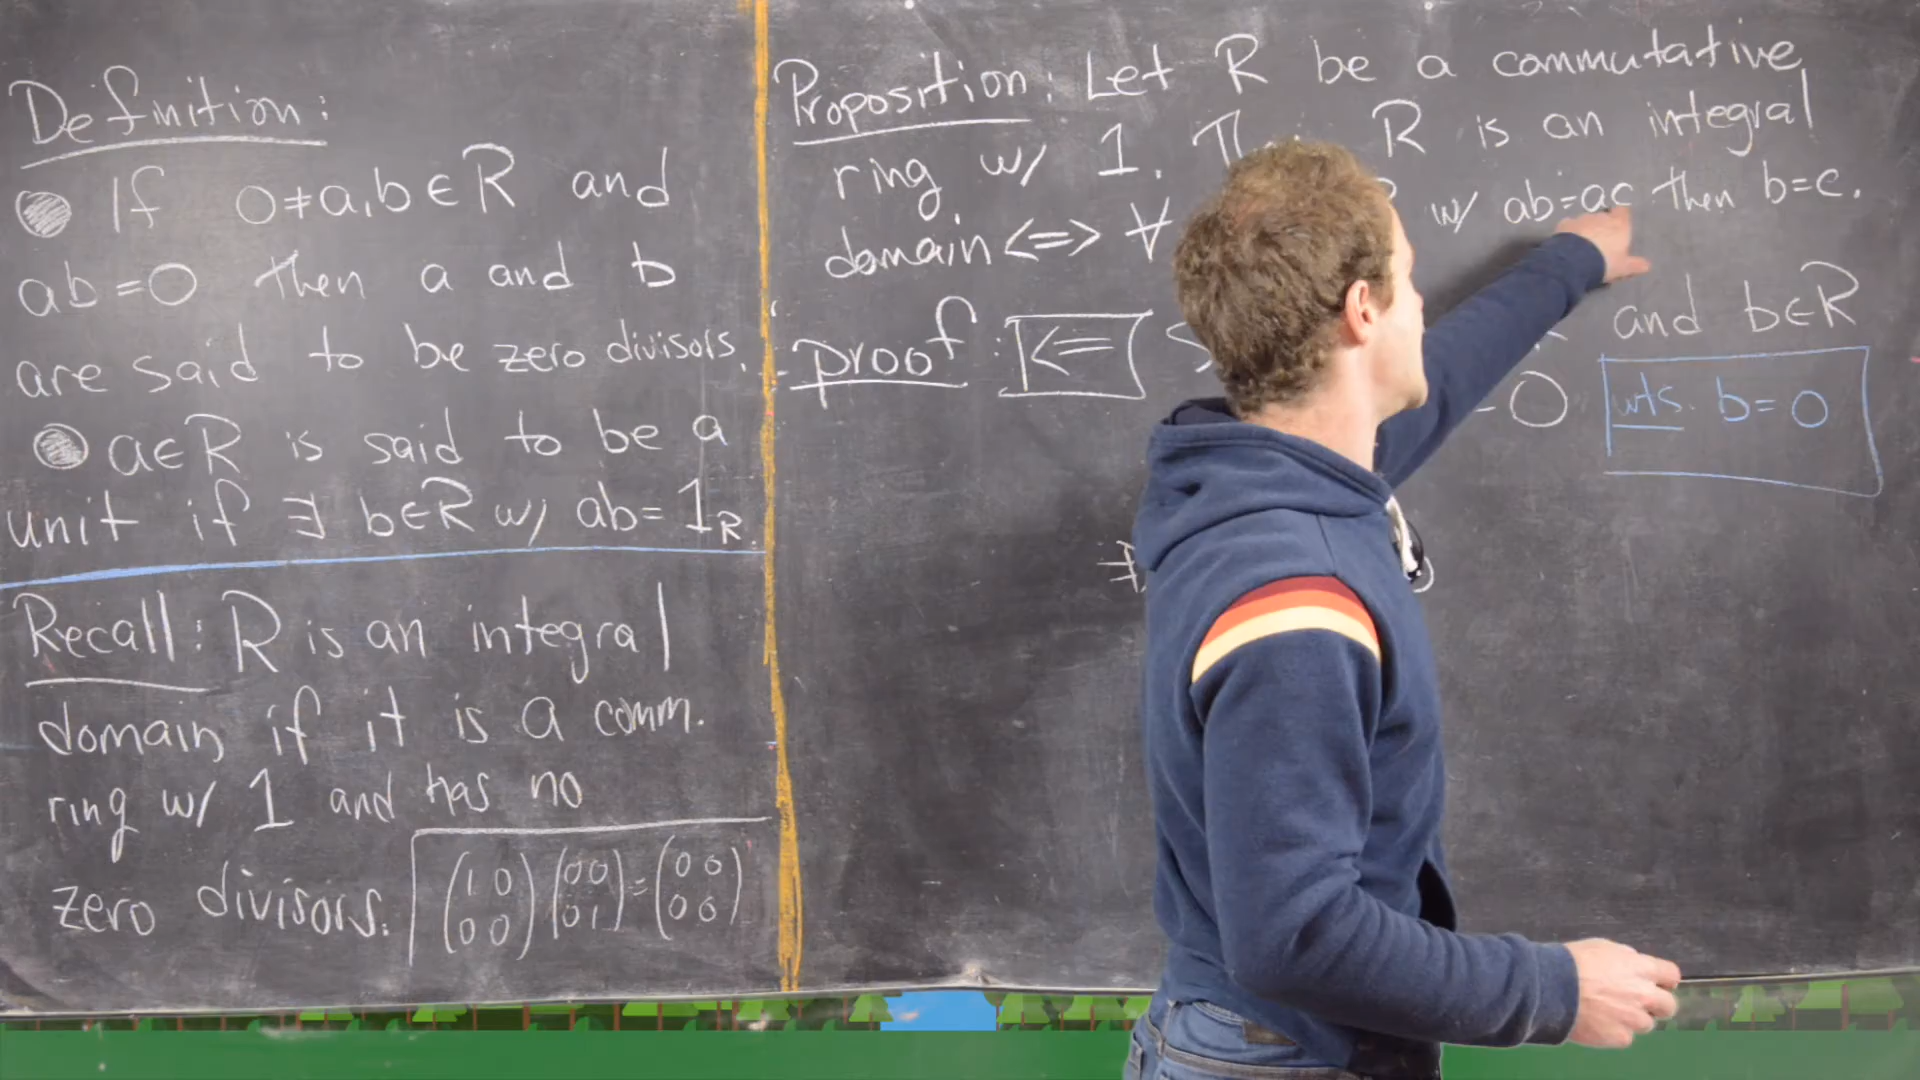 Definition:
If 0≠a,b∈R and
ab=0 then a and b
are said to be zero divisors.
a∈R is said to be a
unit if ∃ b∈R w/ ab=1_R.
Recall: R is an integral
domain if it is a comm.
ring w/ 1 and has no
zero divisors.
(1 0) (0 0) = (0 0)
(0 0) (0 1) (0 0)
Proposition: Let R be a commutative
ring w/ 1. R is an integral
domain <=> ∀ w/ ab=ac then b=c.
proof: <= and b∈R
0 wts. b=0